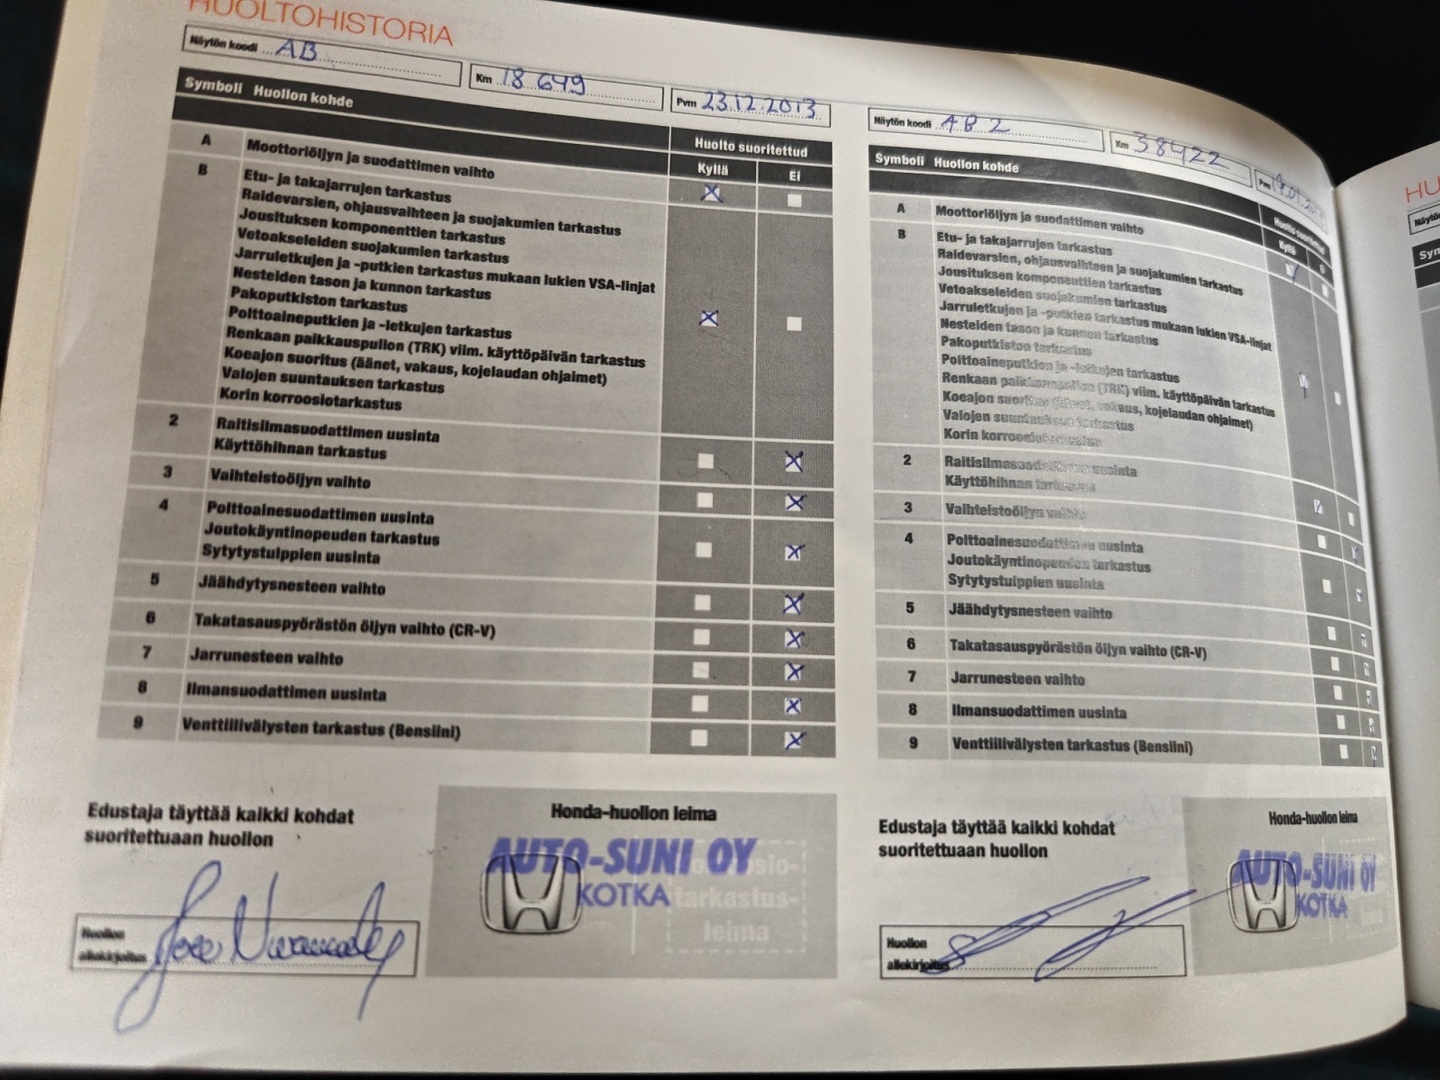 HUOLTOHISTORIA
Näytön koodi AB
Km 18 649
Pvm 23.12.2013
Symboli Huollon kohde
Huolto suoritettud
Kyllä Ei
A Moottoriöljyn ja suodattimen vaihto
B Etu- ja takajarrujen tarkastus
Raidevarsien, ohjausvaihteen ja suojakumien tarkastus
Jousituksen komponenttien tarkastus
Vetoakseleiden suojakumien tarkastus
Jarruletkujen ja -putkien tarkastus mukaan lukien VSA-linjat
Nesteiden tason ja kunnon tarkastus
Pakoputkiston tarkastus
Polttoaineputkien ja -letkujen tarkastus
Renkaan paikkauspullon (TRK) viim. käyttöpäivän tarkastus
Koeajon suoritus (äänet, vakaus, kojelaudan ohjaimet)
Valojen suuntauksen tarkastus
Korin korroosiotarkastus
2 Raitisilmasuodattimen uusinta
Käyttöhihnan tarkastus
3 Vaihteistoöljyn vaihto
4 Polttoainesuodattimen uusinta
Joutokäyntinopeuden tarkastus
Sytytystulppien uusinta
5 Jäähdytysnesteen vaihto
6 Takatasauspyörästön öljyn vaihto (CR-V)
7 Jarrunesteen vaihto
8 Ilmansuodattimen uusinta
9 Venttiilivälysten tarkastus (Bensiini)
Edustaja täyttää kaikki kohdat
suoritettuaan huollon
Honda-huollon leima
AUTO-SUNI OY
KOTKA
tarkastus-
leima
Huollon
allekirjoitus
Näytön koodi AB 2
Km 38422
Pvm
Symboli Huollon kohde
Huolto suoritettud
Kyllä Ei
A Moottoriöljyn ja suodattimen vaihto
B Etu- ja takajarrujen tarkastus
Raidevarsien, ohjausvaihteen ja suojakumien tarkastus
Jousituksen komponenttien tarkastus
Vetoakseleiden suojakumien tarkastus
Jarruletkujen ja -putkien tarkastus mukaan lukien VSA-linjat
Nesteiden tason ja kunnon tarkastus
Pakoputkiston tarkastus
Polttoaineputkien ja -letkujen tarkastus
Renkaan paikkauspullon (TRK) viim. käyttöpäivän tarkastus
Koeajon suoritus (äänet, vakaus, kojelaudan ohjaimet)
Valojen suuntauksen tarkastus
Korin korroosiotarkastus
2 Raitisilmasuodattimen uusinta
Käyttöhihnan tarkastus
3 Vaihteistoöljyn vaihto
4 Polttoainesuodattimen uusinta
Joutokäyntinopeuden tarkastus
Sytytystulppien uusinta
5 Jäähdytysnesteen vaihto
6 Takatasauspyörästön öljyn vaihto (CR-V)
7 Jarrunesteen vaihto
8 Ilmansuodattimen uusinta
9 Venttiilivälysten tarkastus (Bensiini)
Edustaja täyttää kaikki kohdat
suoritettuaan huollon
Honda-huollon leima
AUTO-SUNI OY
KOTKA
Huollon
allekirjoitus